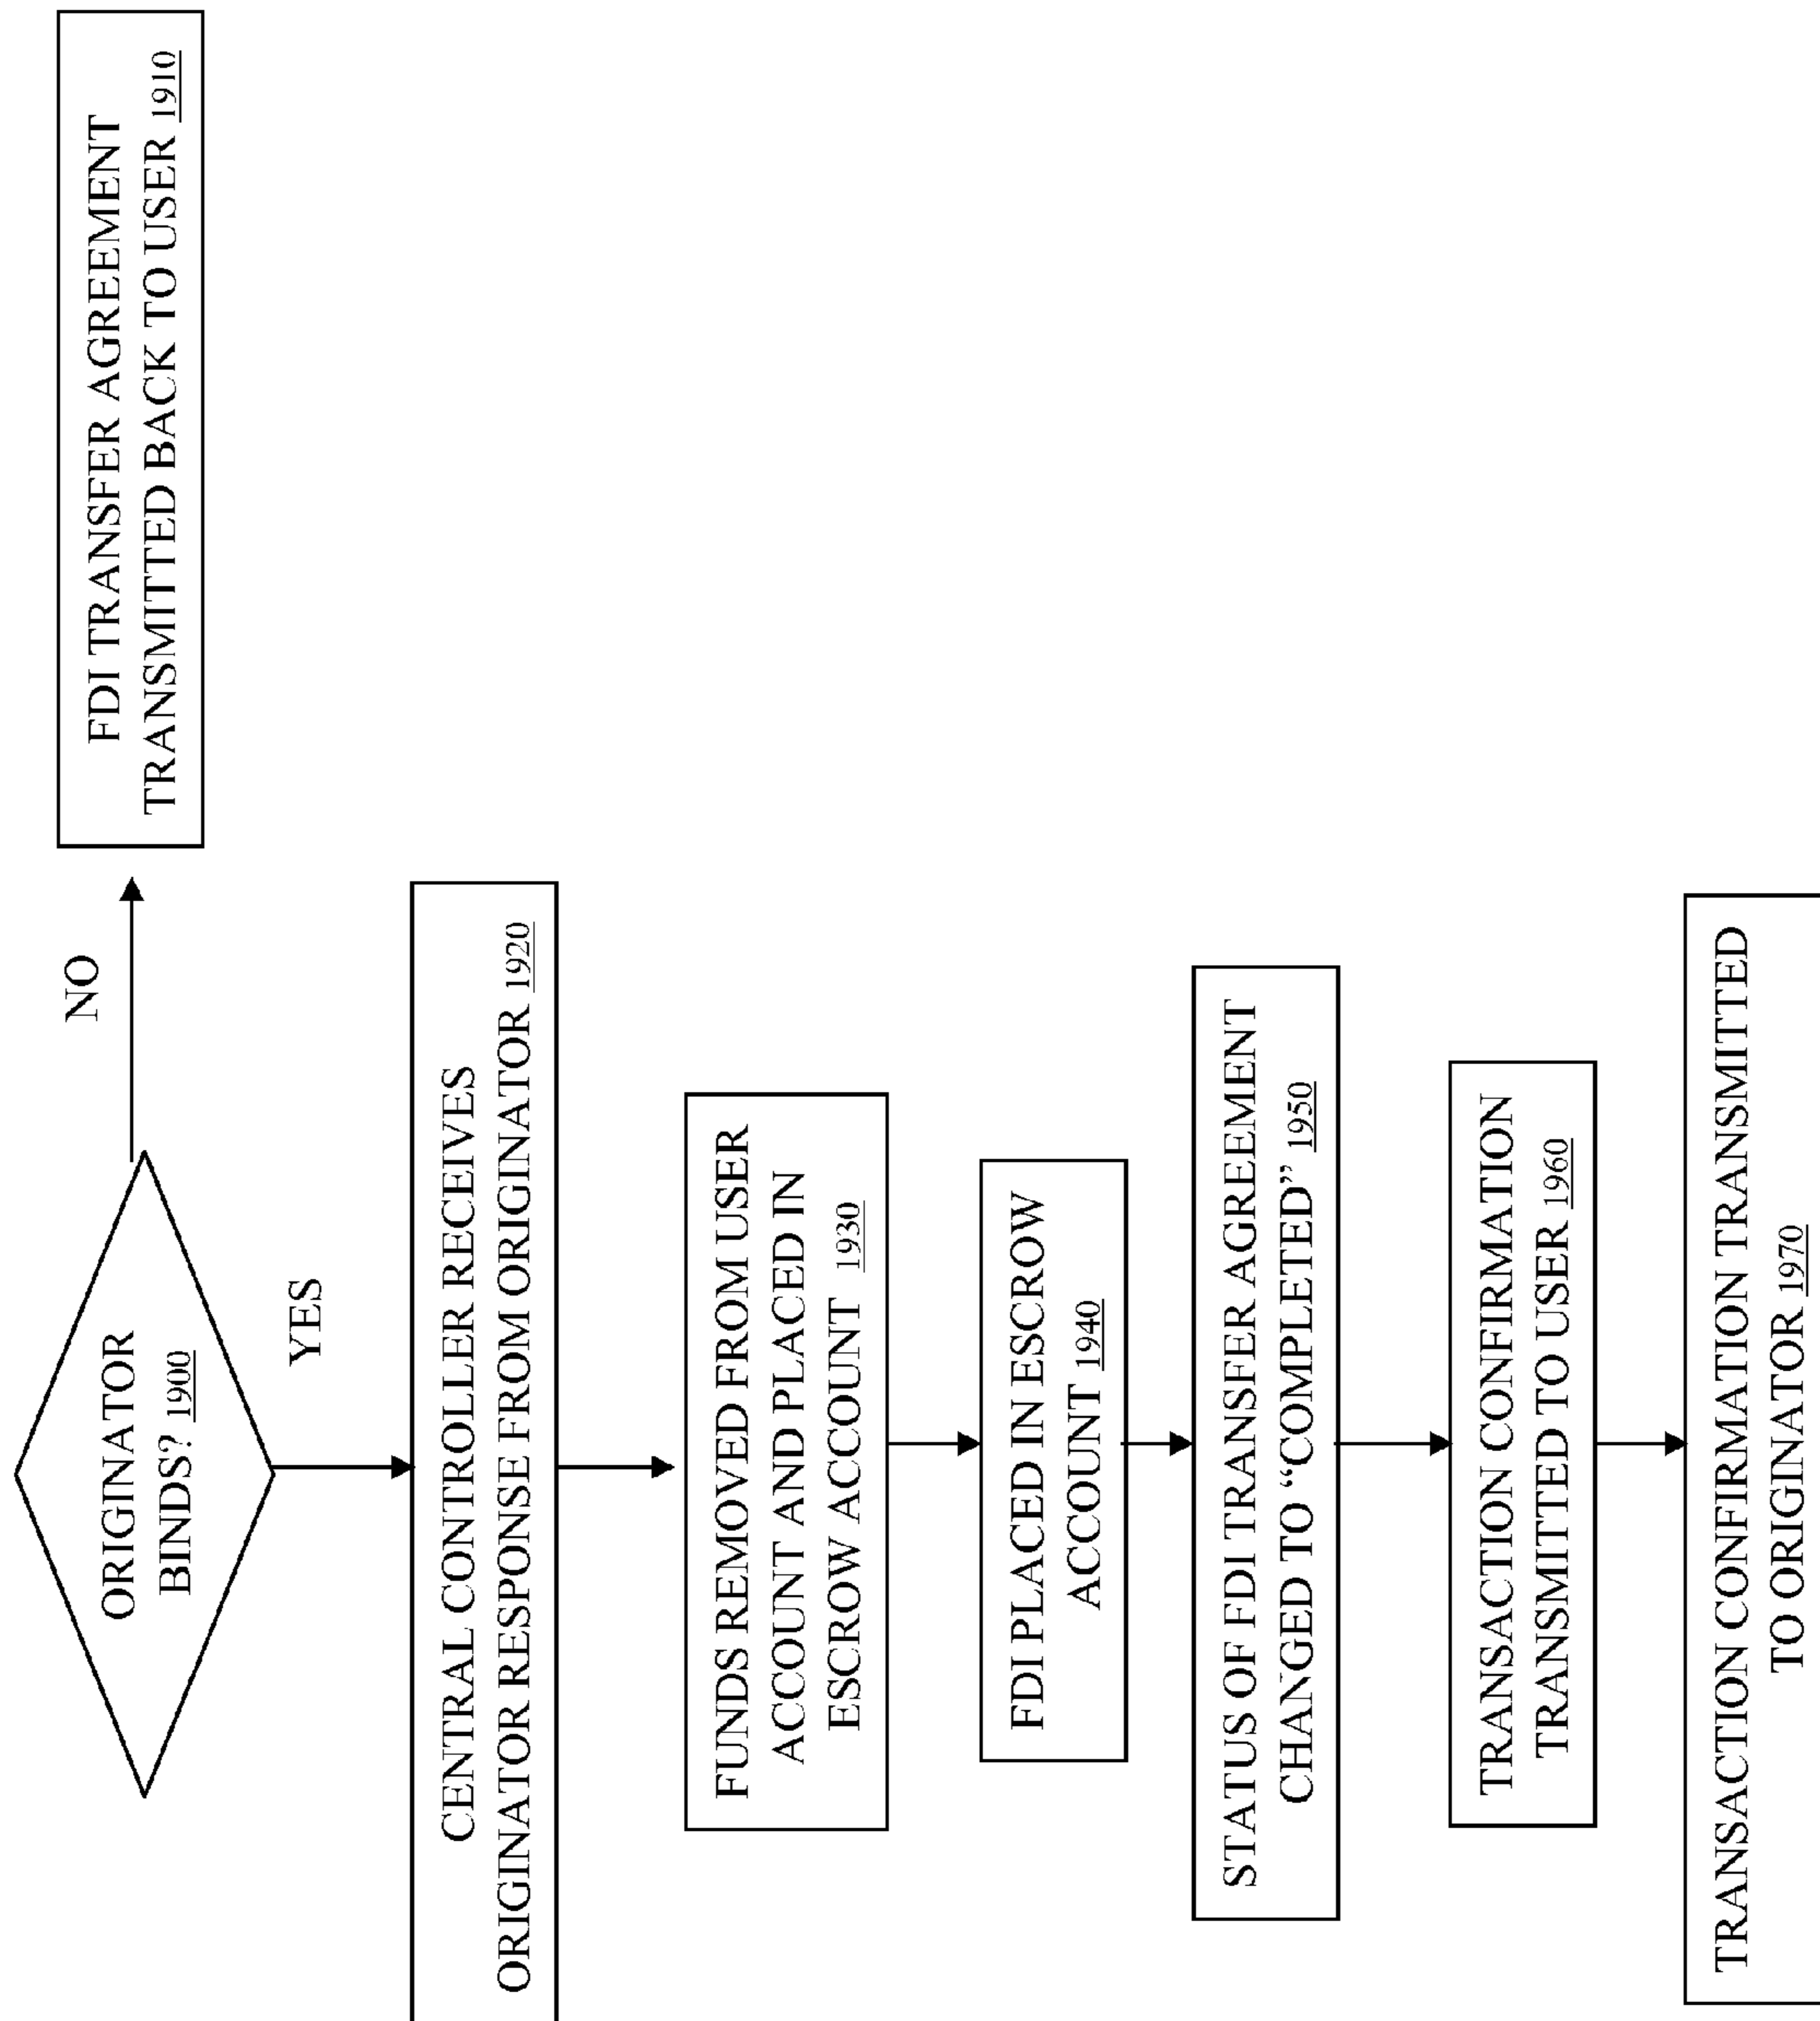 ORIGINATOR
BINDS? 1900
NO
FDI TRANSFER AGREEMENT
TRANSMITTED BACK TO USER 1910
YES
CENTRAL CONTROLLER RECEIVES
ORIGINATOR RESPONSE FROM ORIGINATOR 1920
FUNDS REMOVED FROM USER
ACCOUNT AND PLACED IN
ESCROW ACCOUNT 1930
FDI PLACED IN ESCROW
ACCOUNT 1940
STATUS OF FDI TRANSFER AGREEMENT
CHANGED TO “COMPLETED” 1950
TRANSACTION CONFIRMATION
TRANSMITTED TO USER 1960
TRANSACTION CONFIRMATION TRANSMITTED
TO ORIGINATOR 1970